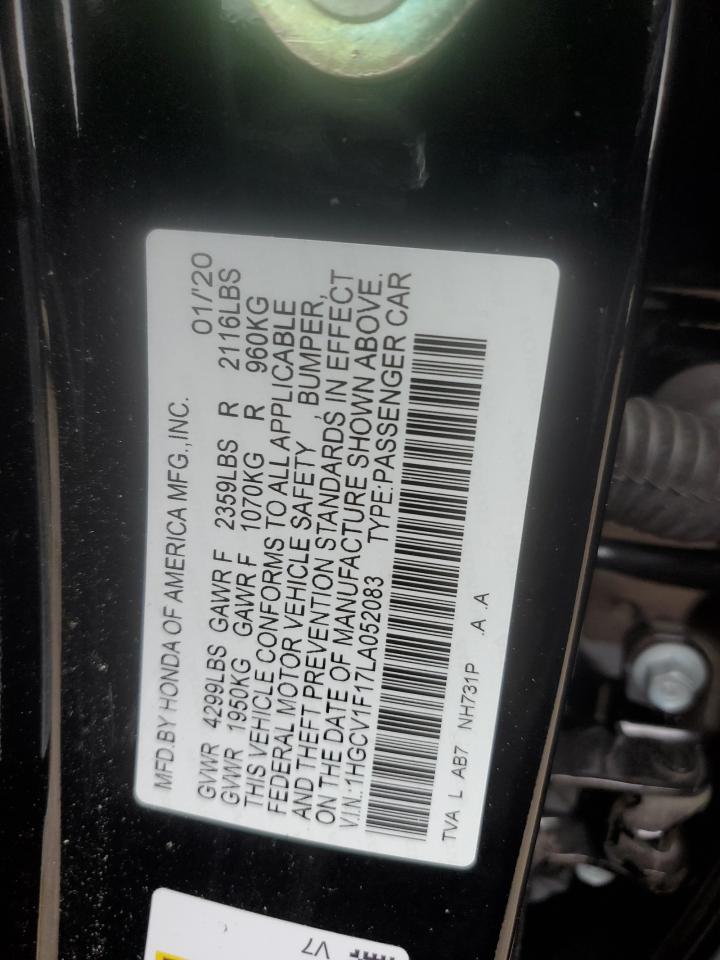 MFD.BY HONDA OF AMERICA MFG.,INC. 01/'20
GVWR 4299LBS GAWR F 2359LBS R 2116LBS
GVWR 1950KG GAWR F 1070KG R 960KG
THIS VEHICLE CONFORMS TO ALL APPLICABLE
FEDERAL MOTOR VEHICLE SAFETY , BUMPER,
AND THEFT PREVENTION STANDARDS IN EFFECT
ON THE DATE OF MANUFACTURE SHOWN ABOVE.
V.I.N.:1HGCV1F17LA052083 TYPE:PASSENGER CAR
TVA L AB7 NH731P .A .A
V7